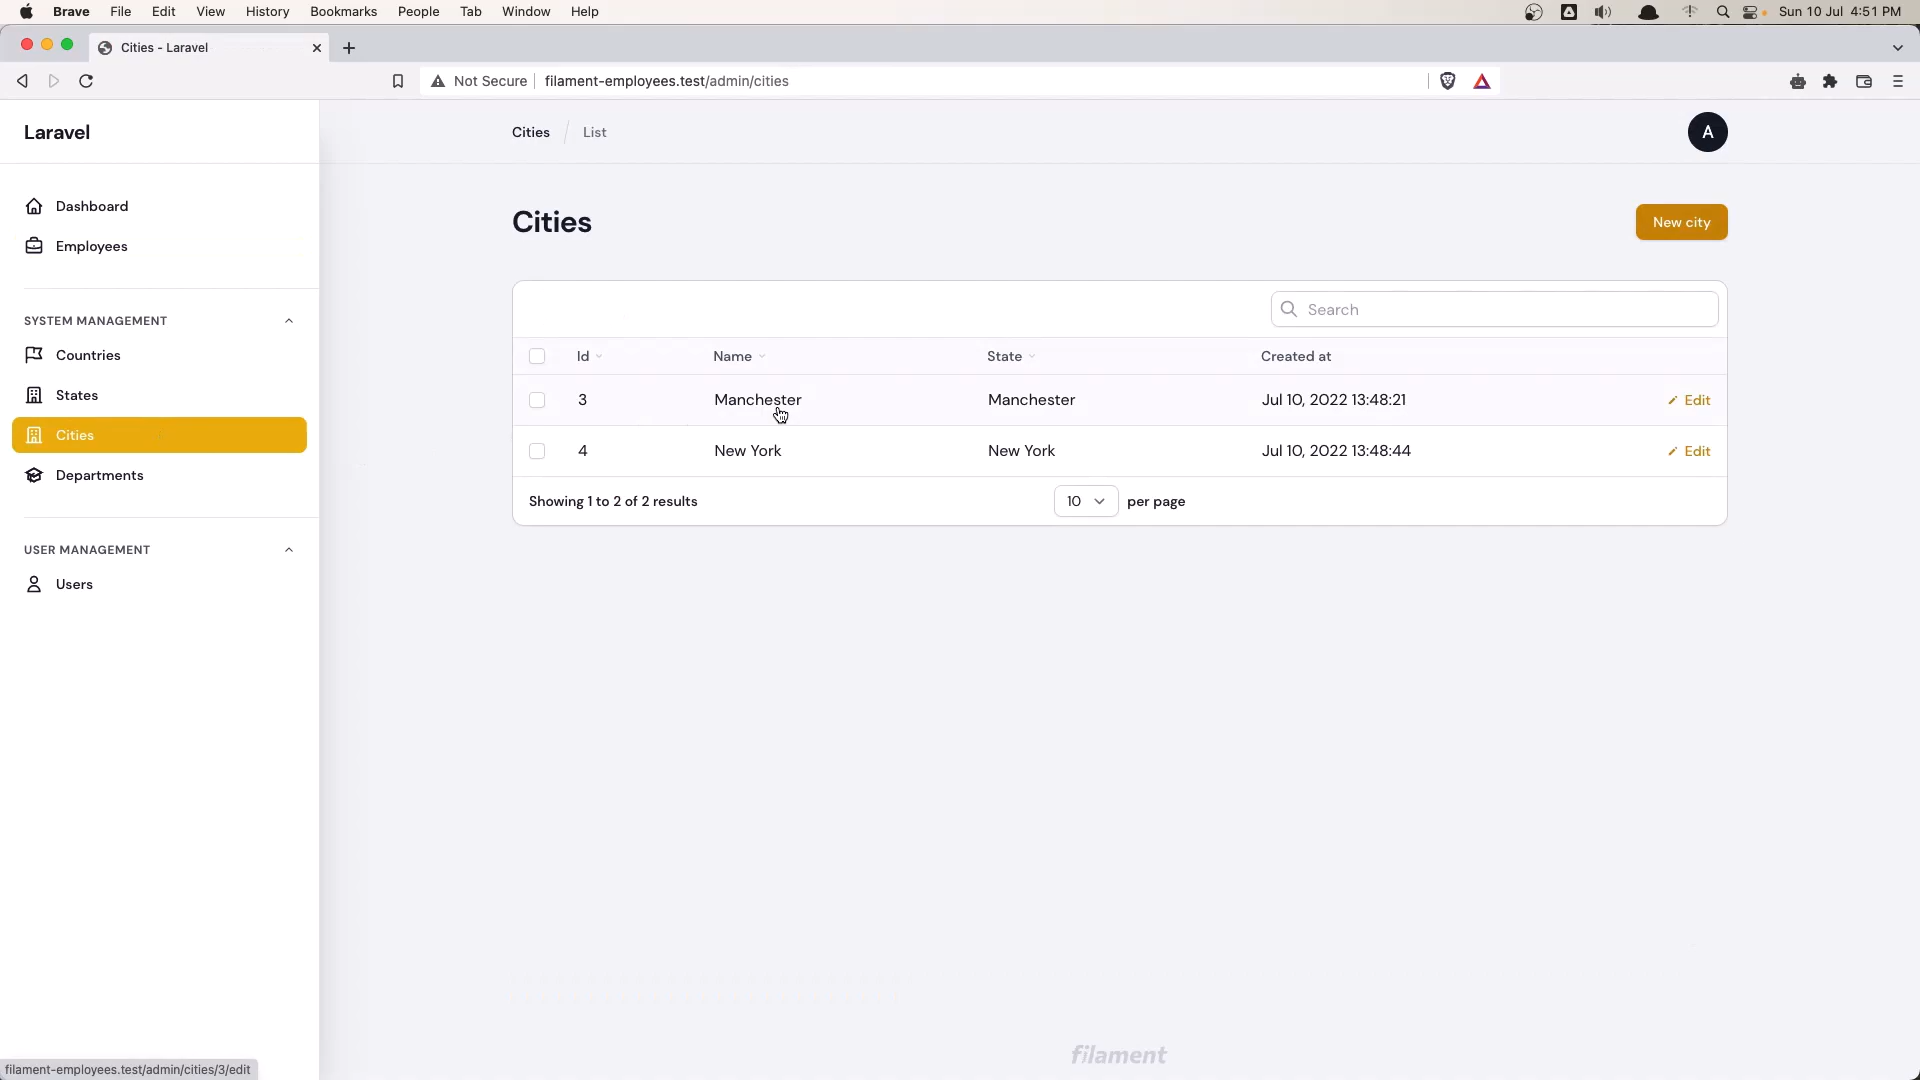 Brave File Edit View History Bookmarks People Tab Window Help Sun 10 Jul 4:51 PM
Cities - Laravel
Not Secure filament-employees.test/admin/cities
Laravel
Cities List
A
Dashboard
Employees
SYSTEM MANAGEMENT
Countries
States
Cities
Departments
USER MANAGEMENT
Users
Cities
New city
Search
Id Name State Created at
3 Manchester Manchester Jul 10, 2022 13:48:21 Edit
4 New York New York Jul 10, 2022 13:48:44 Edit
Showing 1 to 2 of 2 results 10 per page
filament
filament-employees.test/admin/cities/3/edit